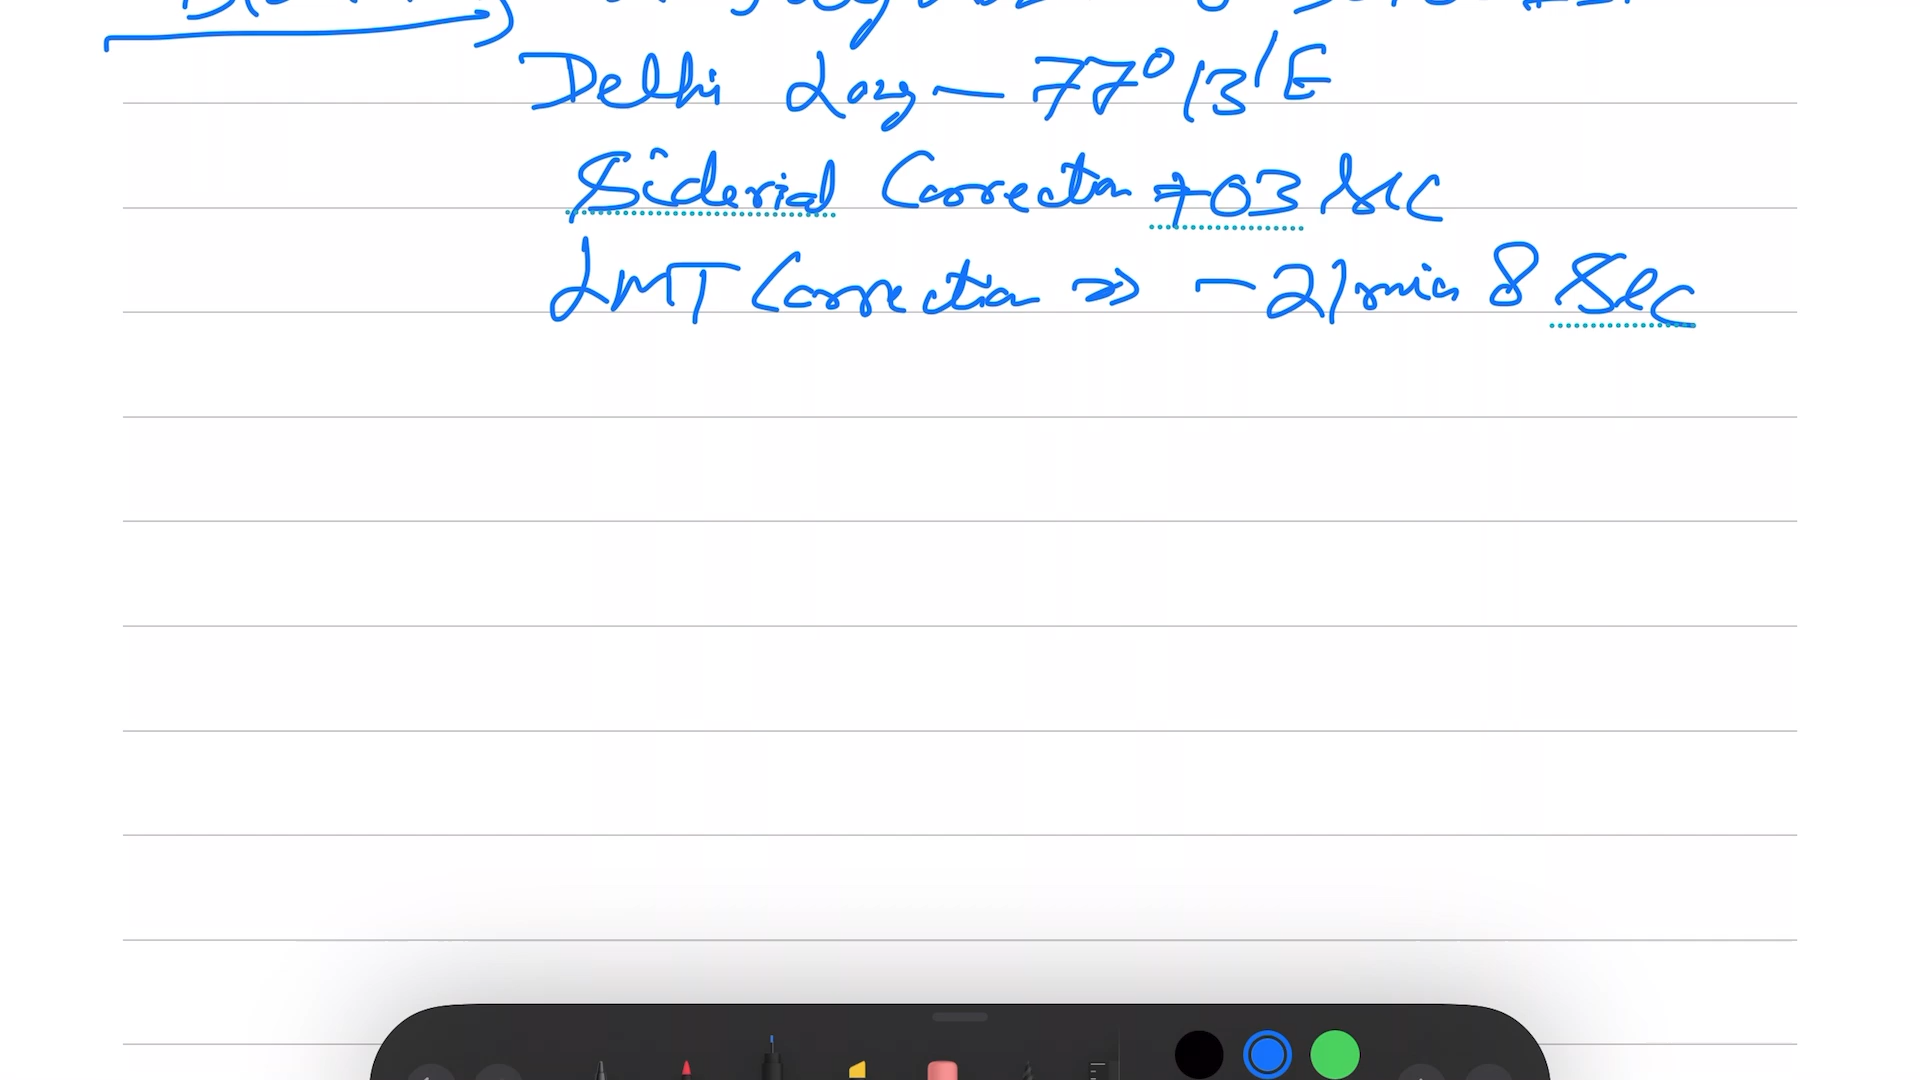 Delhi Long — 77° 13' E
Siderial Correction +03 Sec
LMT Correction => - 21 min 8 Sec